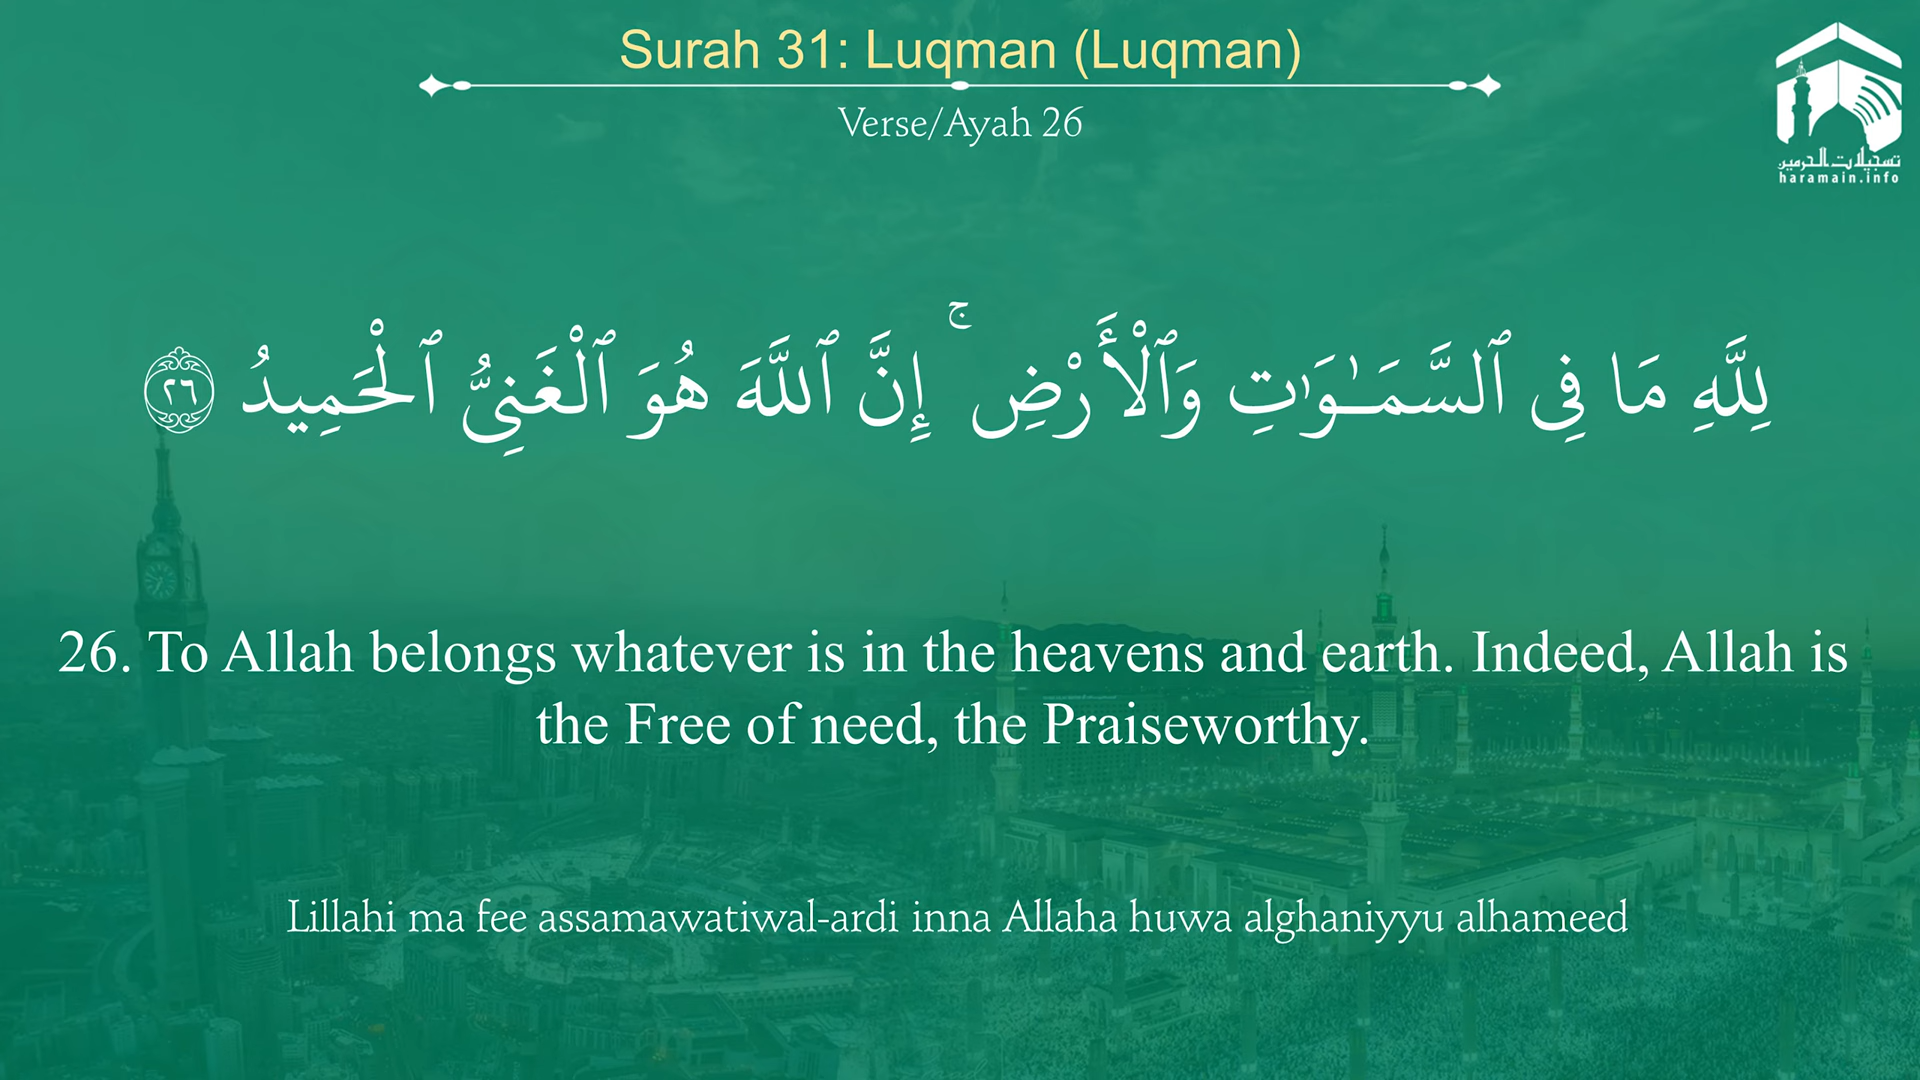 Surah 31: Luqman (Luqman)
Verse/Ayah 26
تسجيلات الحرمين
haramain.info
لِلَّهِ مَا فِى ٱلسَّمَـٰوَٰتِ وَٱلْأَرْضِ ۚ إِنَّ ٱللَّهَ هُوَ ٱلْغَنِىُّ ٱلْحَمِيدُ ٢٦
26. To Allah belongs whatever is in the heavens and earth. Indeed, Allah is
the Free of need, the Praiseworthy.
Lillahi ma fee assamawatiwal-ardi inna Allaha huwa alghaniyyu alhameed